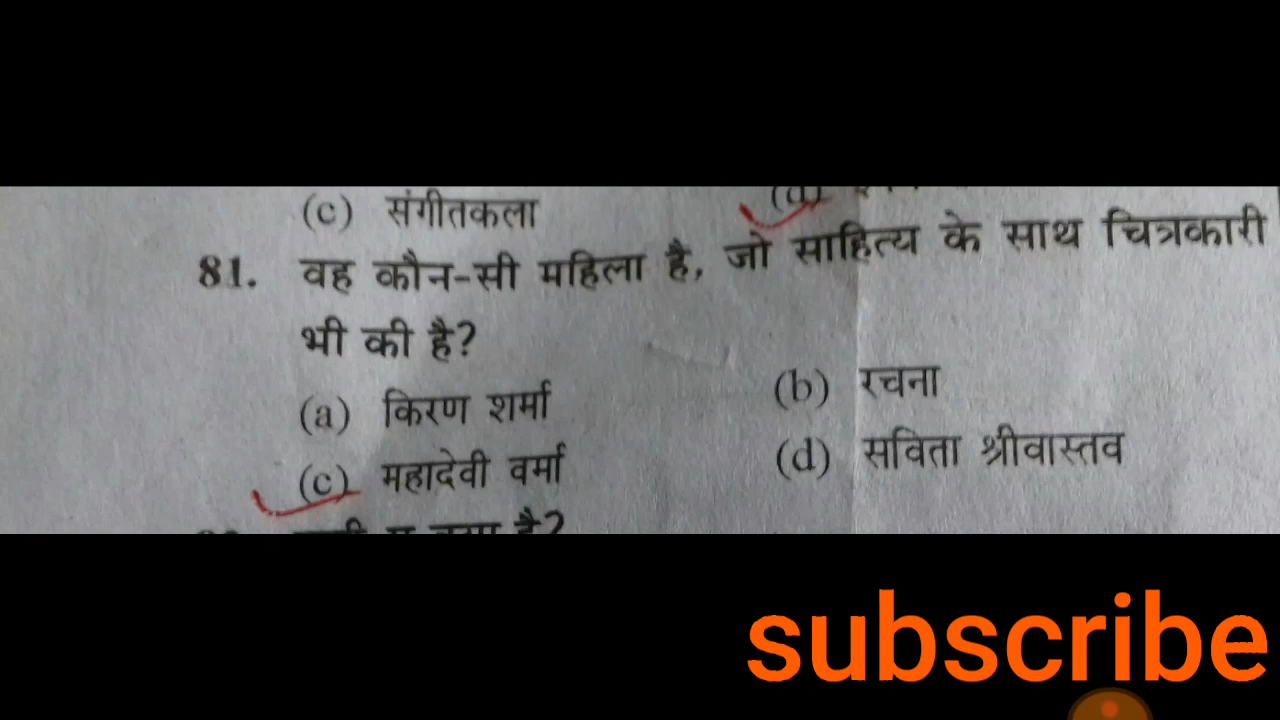 (c) संगीतकला
(d)
81. वह कौन-सी महिला है, जो साहित्य के साथ चित्रकारी
भी की है?
(a) किरण शर्मा (b) रचना
(c) महादेवी वर्मा (d) सविता श्रीवास्तव
है?
subscribe